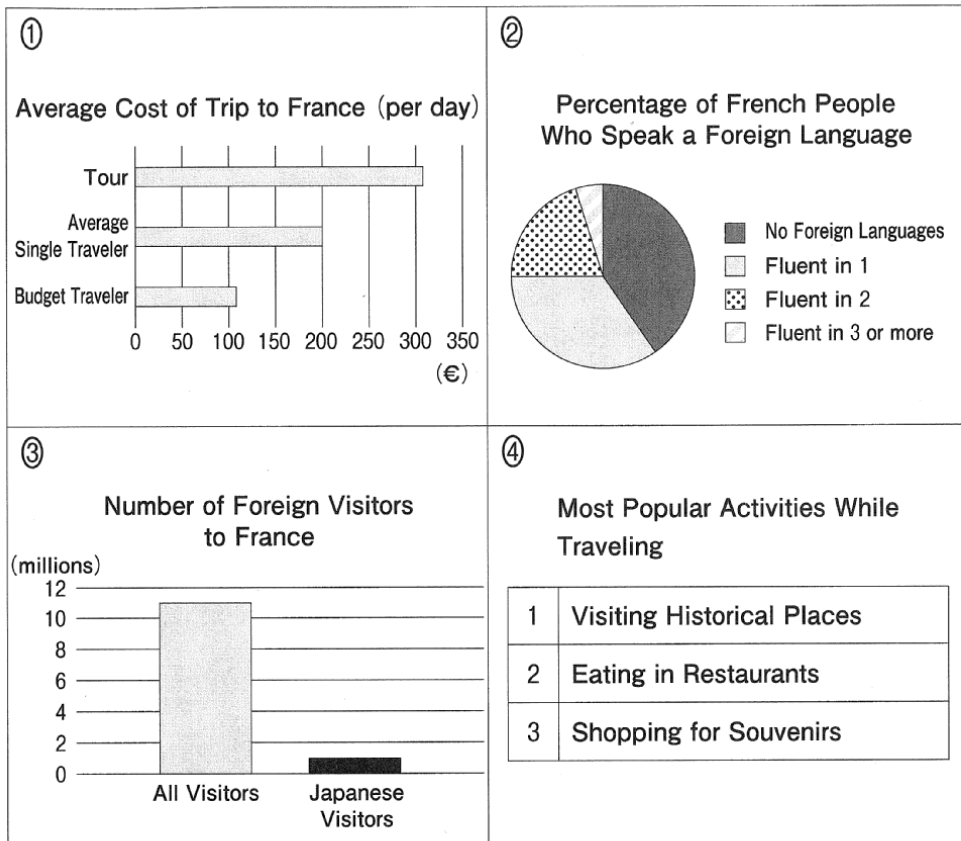 ①
Average Cost of Trip to France (per day)
Tour
Average
Single Traveler
Budget Traveler
0 50 100 150 200 250 300 350
(€)
②
Percentage of French People
Who Speak a Foreign Language
No Foreign Languages
Fluent in 1
Fluent in 2
Fluent in 3 or more
③
Number of Foreign Visitors
to France
(millions)
12
10
8
6
4
2
0
All Visitors
Japanese
Visitors
④
Most Popular Activities While
Traveling
1 Visiting Historical Places
2 Eating in Restaurants
3 Shopping for Souvenirs